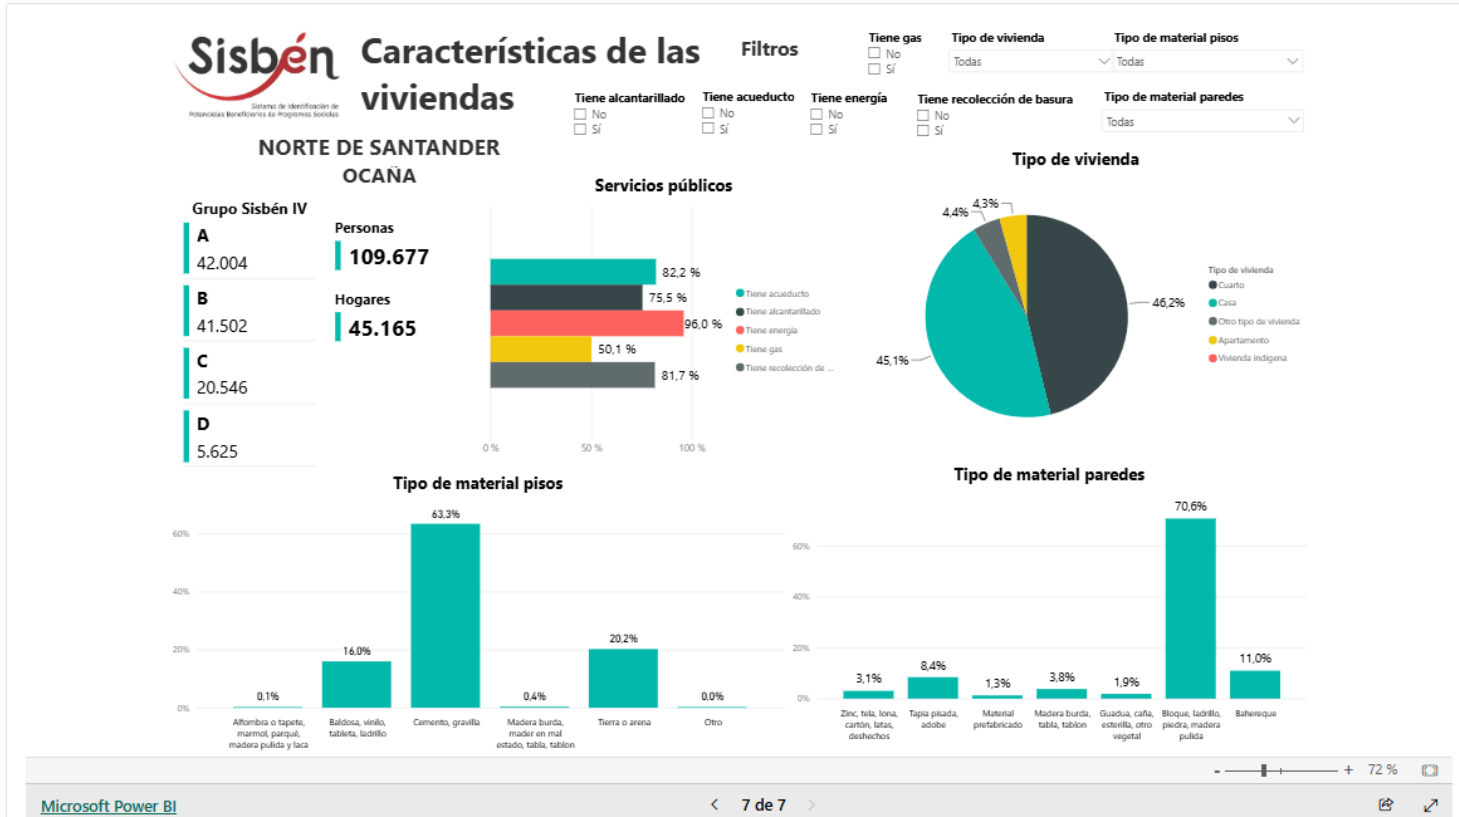 Sisbén
Sistema de Identificación de
Potenciales Beneficiarios de Programas Sociales
Características de las
viviendas
Filtros
Tiene gas
No
Sí
Tipo de vivienda
Todas
Tipo de material pisos
Todas
Tiene alcantarillado
No
Sí
Tiene acueducto
No
Sí
Tiene energía
No
Sí
Tiene recolección de basura
No
Sí
Tipo de material paredes
Todas
NORTE DE SANTANDER
OCAÑA
Grupo Sisbén IV
A
42.004
B
41.502
C
20.546
D
5.625
Personas
109.677
Hogares
45.165
Servicios públicos
82,2 %
75,5 %
96,0 %
50,1 %
81,7 %
0 %
50 %
100 %
Tiene acueducto
Tiene alcantarillado
Tiene energía
Tiene gas
Tiene recolección de ...
Tipo de vivienda
4,4%
4,3%
46,2%
45,1%
Tipo de vivienda
Cuarto
Casa
Otro tipo de vivienda
Apartamento
Vivienda indígena
Tipo de material pisos
60%
40%
20%
0%
0,1%
16,0%
63,3%
0,4%
20,2%
0,0%
Alfombra o tapete,
marmol, parqué,
madera pulida y laca
Baldosa, vinilo,
tableta, ladrillo
Cemento, gravilla
Madera burda,
mader en mal
estado, tabla, tablon
Tierra o arena
Otro
Tipo de material paredes
60%
40%
20%
0%
3,1%
8,4%
1,3%
3,8%
1,9%
70,6%
11,0%
Zinc, tela, lona,
cartón, latas,
deshechos
Tapia pisada,
adobe
Material
prefabricado
Madera burda,
tabla, tablon
Guadua, caña,
esterilla, otro
vegetal
Bloque, ladrillo,
piedra, madera
pulida
Bahereque
- + 72 %
Microsoft Power BI
7 de 7